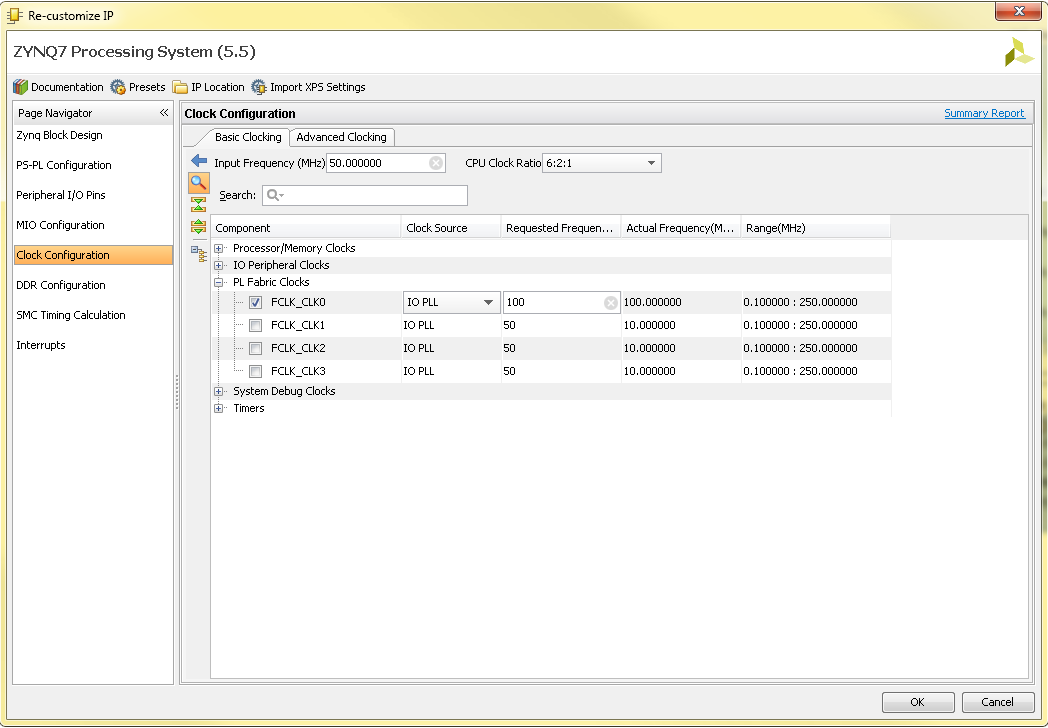 Re-customize IP
ZYNQ7 Processing System (5.5)
Documentation Presets IP Location Import XPS Settings
Page Navigator «
Zynq Block Design
PS-PL Configuration
Peripheral I/O Pins
MIO Configuration
Clock Configuration
DDR Configuration
SMC Timing Calculation
Interrupts
Clock Configuration Summary Report
Basic Clocking Advanced Clocking
Input Frequency (MHz) 50.000000 CPU Clock Ratio 6:2:1
Search:
Component Clock Source Requested Frequen... Actual Frequency(M... Range(MHz)
Processor/Memory Clocks
IO Peripheral Clocks
PL Fabric Clocks
FCLK_CLK0 IO PLL 100 100.000000 0.100000 : 250.000000
FCLK_CLK1 IO PLL 50 10.000000 0.100000 : 250.000000
FCLK_CLK2 IO PLL 50 10.000000 0.100000 : 250.000000
FCLK_CLK3 IO PLL 50 10.000000 0.100000 : 250.000000
System Debug Clocks
Timers
OK Cancel